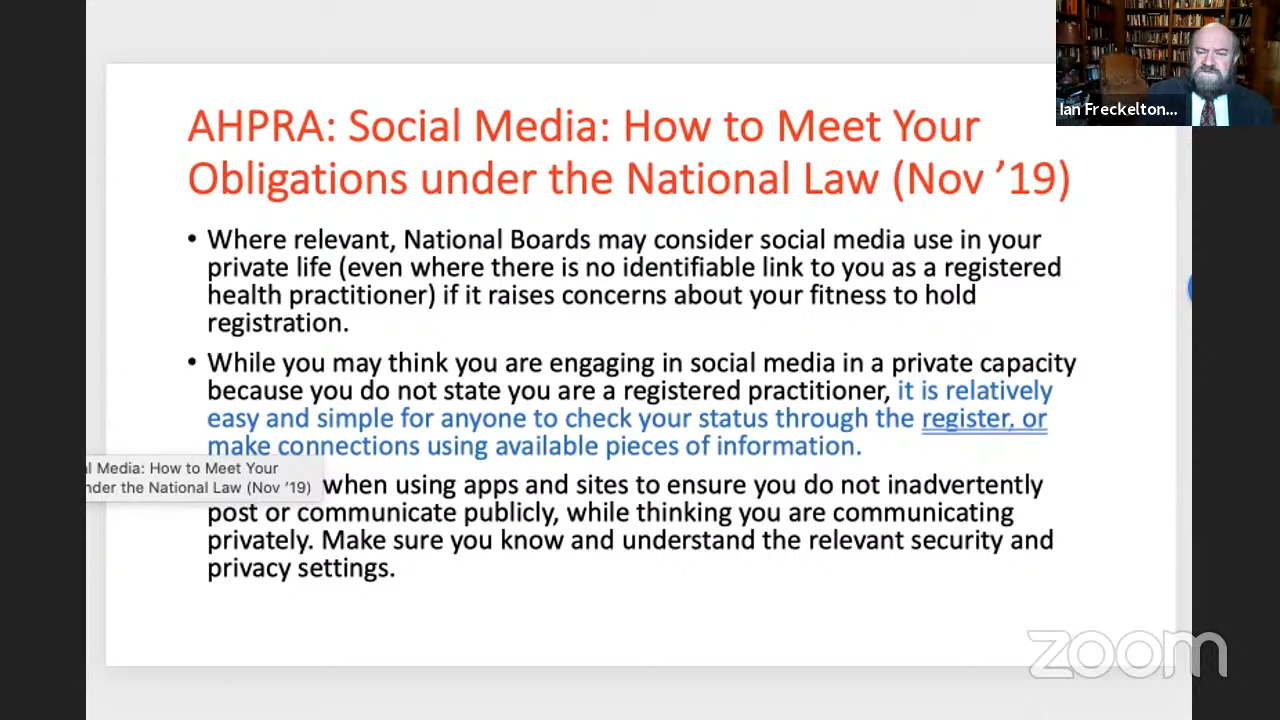 Ian Freckelton...
AHPRA: Social Media: How to Meet Your
Obligations under the National Law (Nov ’19)
• Where relevant, National Boards may consider social media use in your
private life (even where there is no identifiable link to you as a registered
health practitioner) if it raises concerns about your fitness to hold
registration.
• While you may think you are engaging in social media in a private capacity
because you do not state you are a registered practitioner, it is relatively
easy and simple for anyone to check your status through the register, or
make connections using available pieces of information.
al Media: How to Meet Your
nder the National Law (Nov ’19)
when using apps and sites to ensure you do not inadvertently
post or communicate publicly, while thinking you are communicating
privately. Make sure you know and understand the relevant security and
privacy settings.
zoom